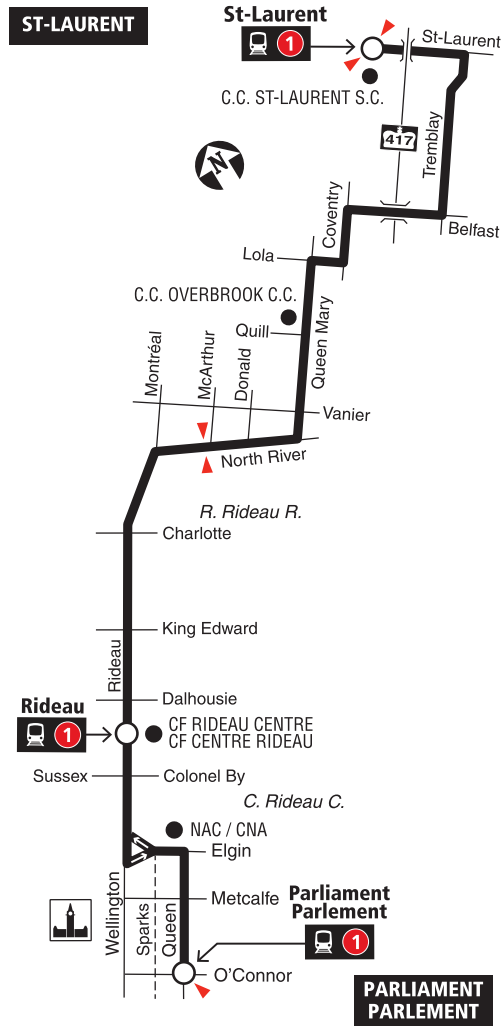 ST-LAURENT
St-Laurent
1
St-Laurent
C.C. ST-LAURENT S.C.
417
Tremblay
N
Coventry
Belfast
Lola
C.C. OVERBROOK C.C.
Queen Mary
Quill
Montréal
McArthur
Donald
Vanier
North River
R. Rideau R.
Charlotte
King Edward
Rideau
Dalhousie
Rideau
1
CF RIDEAU CENTRE
CF CENTRE RIDEAU
Sussex
Colonel By
C. Rideau C.
NAC / CNA
Elgin
Wellington
Sparks
Queen
Metcalfe
Parliament
Parlement
1
O'Connor
PARLIAMENT
PARLEMENT